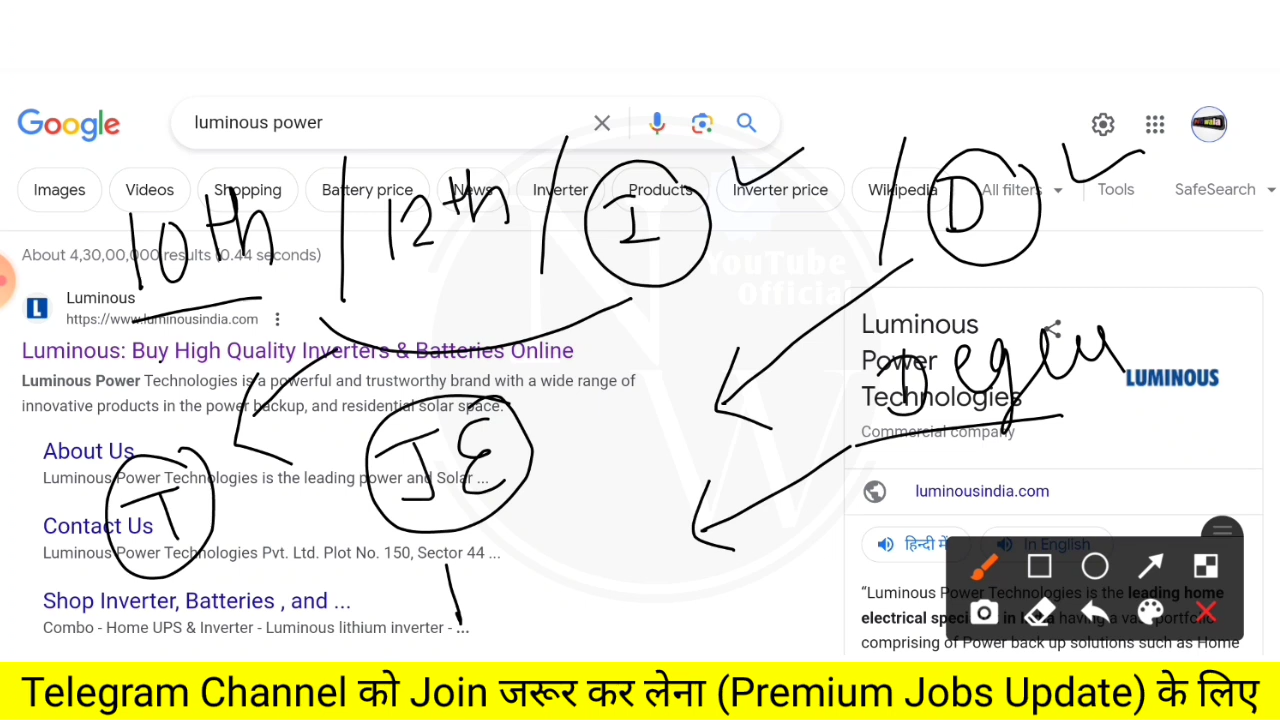 Google
luminous power
Images Videos Shopping Battery price News Inverter Products Inverter price Wikipedia All filters Tools SafeSearch
10th / 12th / I / D
About 4,30,00,000 results (0.44 seconds)
YouTube
Official
L Luminous
https://www.luminousindia.com
Luminous: Buy High Quality Inverters & Batteries Online
Luminous Power Technologies is a powerful and trustworthy brand with a wide range of
innovative products in the power backup, and residential solar space.
About Us
Luminous Power Technologies is the leading power and Solar ...
Contact Us
Luminous Power Technologies Pvt. Ltd. Plot No. 150, Sector 44 ...
Shop Inverter, Batteries , and ...
Combo - Home UPS & Inverter - Luminous lithium inverter - ...
T JE
Luminous
Power
Technologies
Commercial company
LUMINOUS
luminousindia.com
हिन्दी में In English
“Luminous Power Technologies is the leading home
electrical speci in India having a vast portfolio
comprising of Power back up solutions such as Home
Telegram Channel को Join जरूर कर लेना (Premium Jobs Update) के लिए